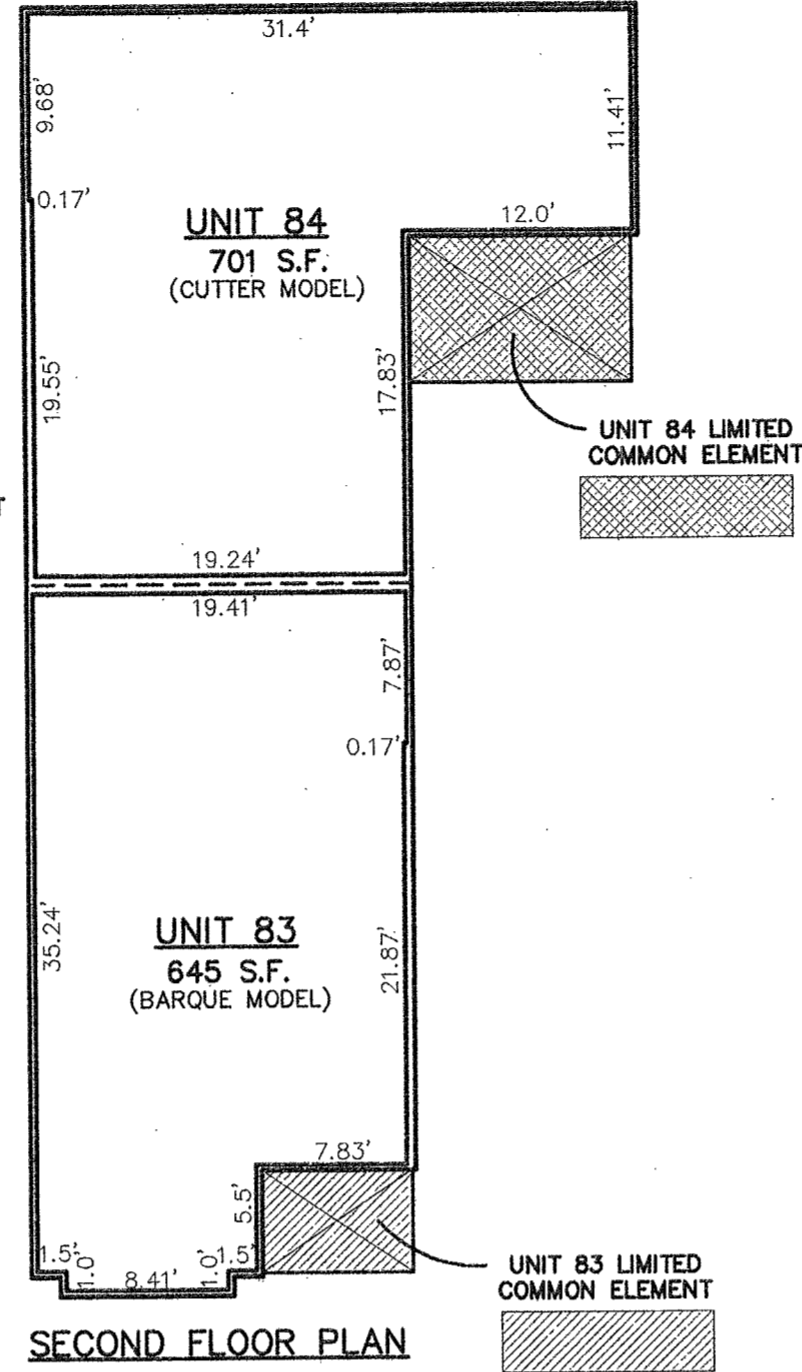 31.4'
9.68'
11.41'
0.17'
UNIT 84
701 S.F.
(CUTTER MODEL)
12.0'
19.55'
17.83'
UNIT 84 LIMITED
COMMON ELEMENT
19.24'
19.41'
7.87'
0.17'
35.24'
UNIT 83
645 S.F.
(BARQUE MODEL)
21.87'
7.83'
5.5'
1.5'
1.0'
8.41'
1.0'
1.5'
UNIT 83 LIMITED
COMMON ELEMENT
SECOND FLOOR PLAN